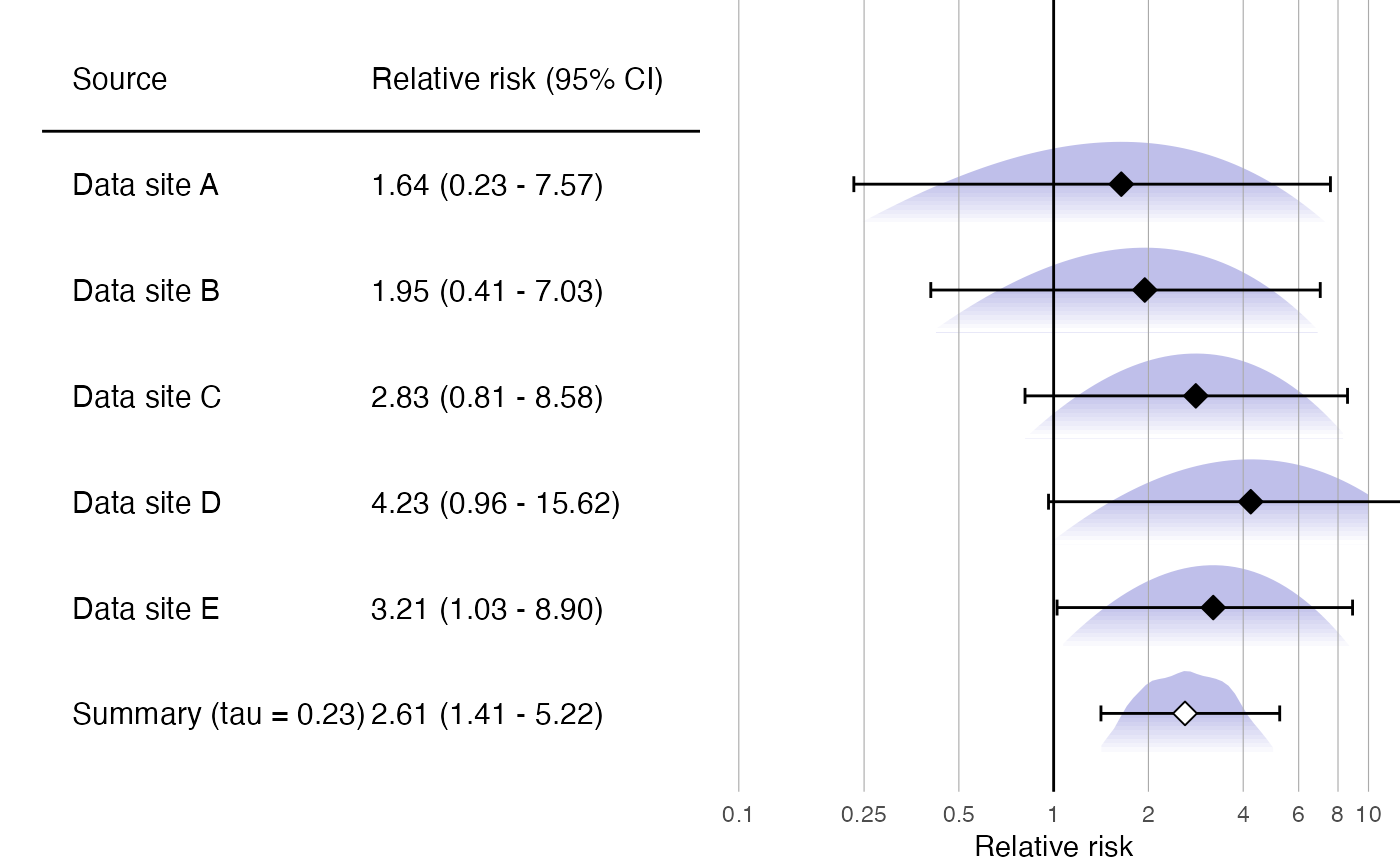 Source Relative risk (95% CI)
Data site A 1.64 (0.23 - 7.57)
Data site B 1.95 (0.41 - 7.03)
Data site C 2.83 (0.81 - 8.58)
Data site D 4.23 (0.96 - 15.62)
Data site E 3.21 (1.03 - 8.90)
Summary (tau = 0.23) 2.61 (1.41 - 5.22)
0.1 0.25 0.5 1 2 4 6 8 10
Relative risk